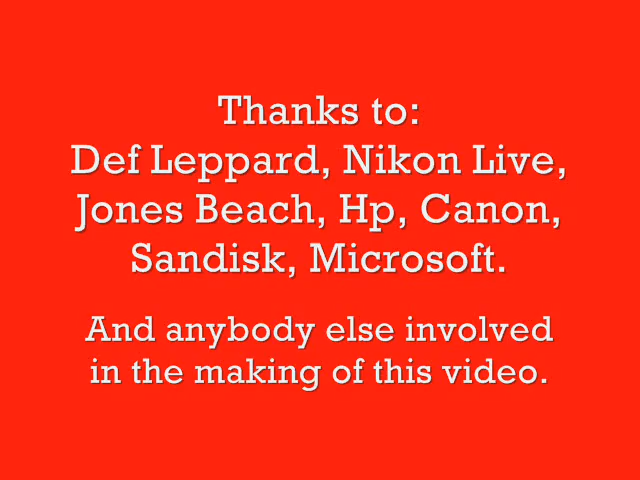 Thanks to:
Def Leppard, Nikon Live,
Jones Beach, Hp, Canon,
Sandisk, Microsoft.
And anybody else involved
in the making of this video.